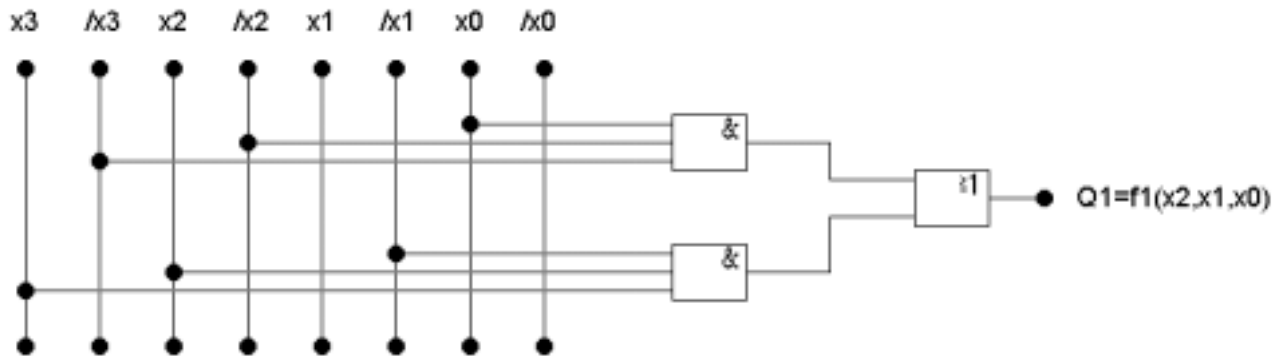 x3 /x3 x2 /x2 x1 /x1 x0 /x0
&
≥1
Q1=f1(x2,x1,x0)
&